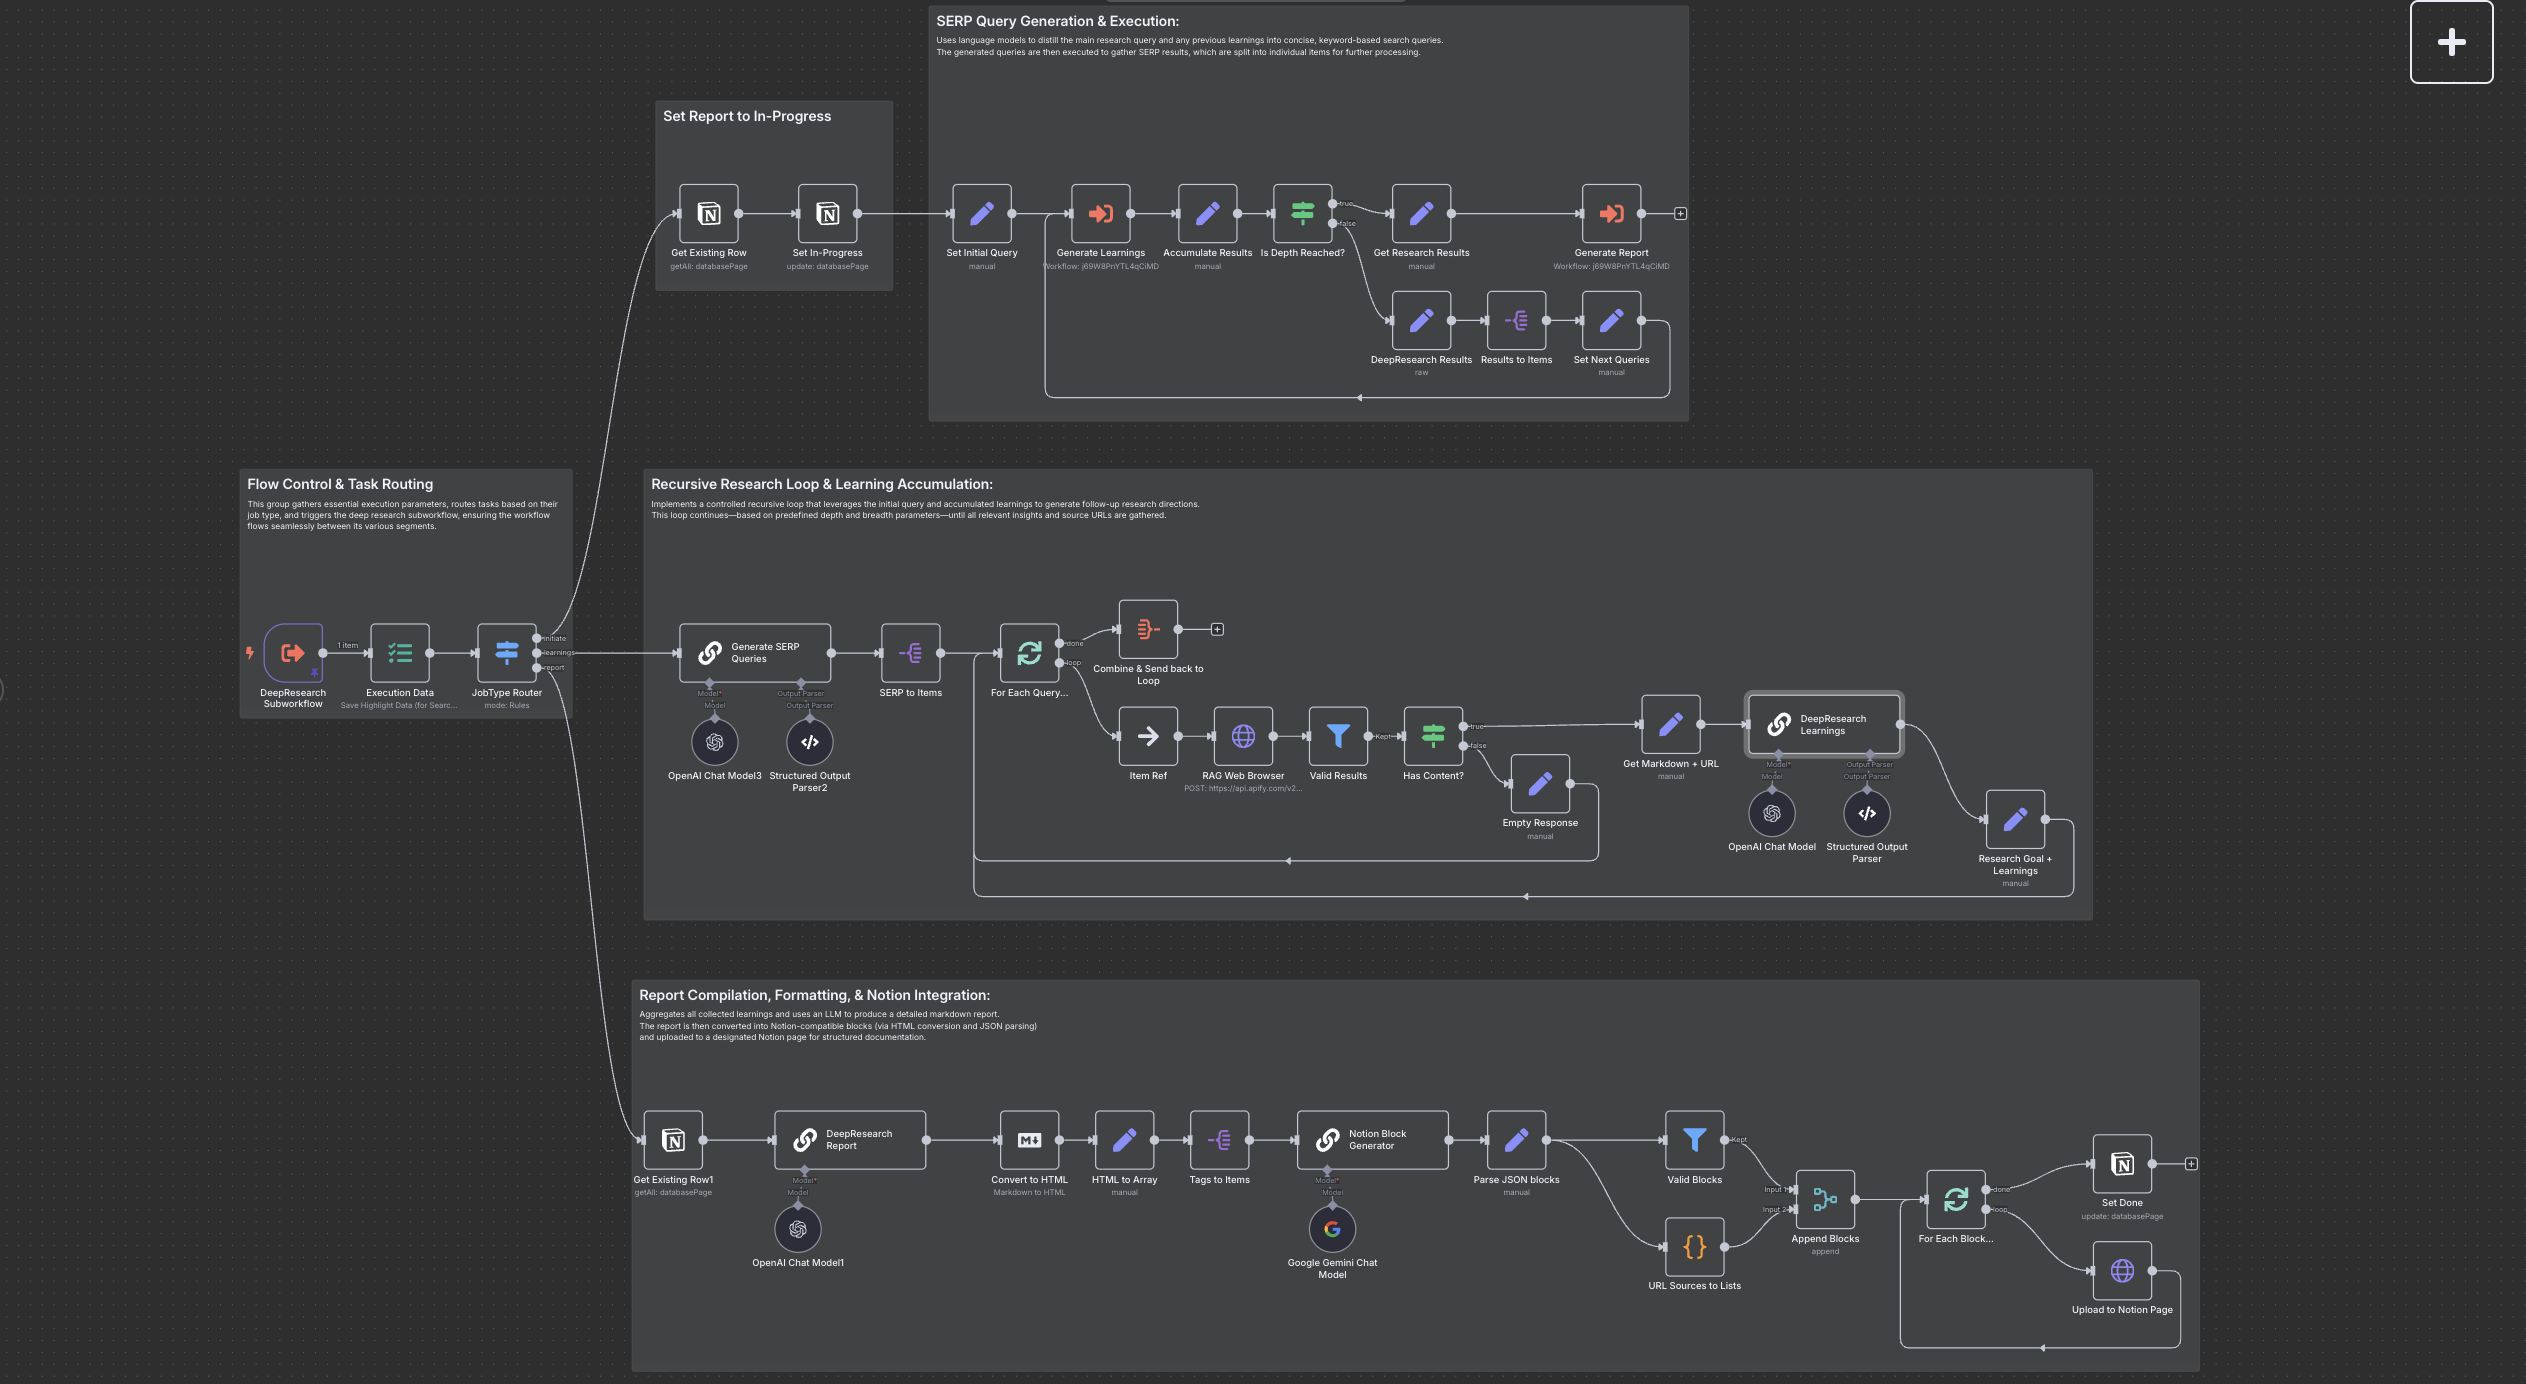 SERP Query Generation & Execution:
Uses language models to distill the main research query and any previous learnings into concise, keyword-based search queries.
The generated queries are then executed to gather SERP results, which are split into individual items for further processing.
Set Report to In-Progress
Get Existing Row
getAll: databasePage
Set In-Progress
update: databasePage
Set Initial Query
manual
Generate Learnings
Workflow: j69W8PnYTL4qCiMD
Accumulate Results
manual
Is Depth Reached?
true
false
Get Research Results
manual
Generate Report
Workflow: j69W8PnYTL4qCiMD
DeepResearch Results
raw
Results to Items
Set Next Queries
manual
Flow Control & Task Routing
This group gathers essential execution parameters, routes tasks based on their
job type, and triggers the deep research subworkflow, ensuring the workflow
flows seamlessly between its various segments.
1 item
DeepResearch
Subworkflow
Execution Data
Save Highlight Data (for Searc...
JobType Router
mode: Rules
initiate
learnings
report
Recursive Research Loop & Learning Accumulation:
Implements a controlled recursive loop that leverages the initial query and accumulated learnings to generate follow-up research directions.
This loop continues—based on predefined depth and breadth parameters—until all relevant insights and source URLs are gathered.
Generate SERP
Queries
Model*
Model
Output Parser
Output Parser
OpenAI Chat Model3
Structured Output
Parser2
SERP to Items
For Each Query...
done
loop
Combine & Send back to
Loop
Item Ref
RAG Web Browser
POST: https://api.apify.com/v2...
Valid Results
Kept
Has Content?
true
false
Empty Response
manual
Get Markdown + URL
manual
DeepResearch
Learnings
Model*
Model
Output Parser
Output Parser
OpenAI Chat Model
Structured Output
Parser
Research Goal +
Learnings
manual
Report Compilation, Formatting, & Notion Integration:
Aggregates all collected learnings and uses an LLM to produce a detailed markdown report.
The report is then converted into Notion-compatible blocks (via HTML conversion and JSON parsing)
and uploaded to a designated Notion page for structured documentation.
Get Existing Row1
getAll: databasePage
DeepResearch
Report
Model*
Model
OpenAI Chat Model1
Convert to HTML
Markdown to HTML
HTML to Array
manual
Tags to Items
Notion Block
Generator
Model*
Model
Google Gemini Chat
Model
Parse JSON blocks
manual
Valid Blocks
Kept
URL Sources to Lists
Input 1
Input 2
Append Blocks
append
For Each Block...
done
loop
Set Done
update: databasePage
Upload to Notion Page